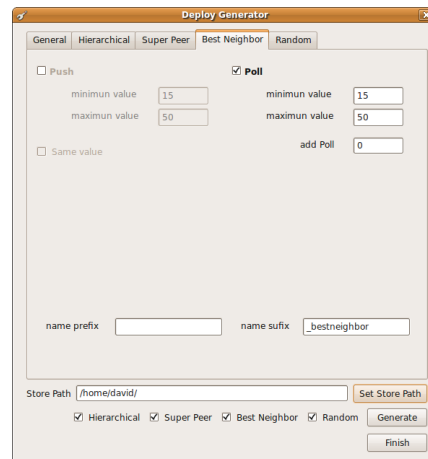 Deploy Generator
General Hierarchical Super Peer Best Neighbor Random
Push Poll
minimun value 15 minimun value 15
maximun value 50 maximun value 50
add Poll 0
Same value
name prefix name sufix _bestneighbor
Store Path /home/david/ Set Store Path
Hierarchical Super Peer Best Neighbor Random Generate
Finish